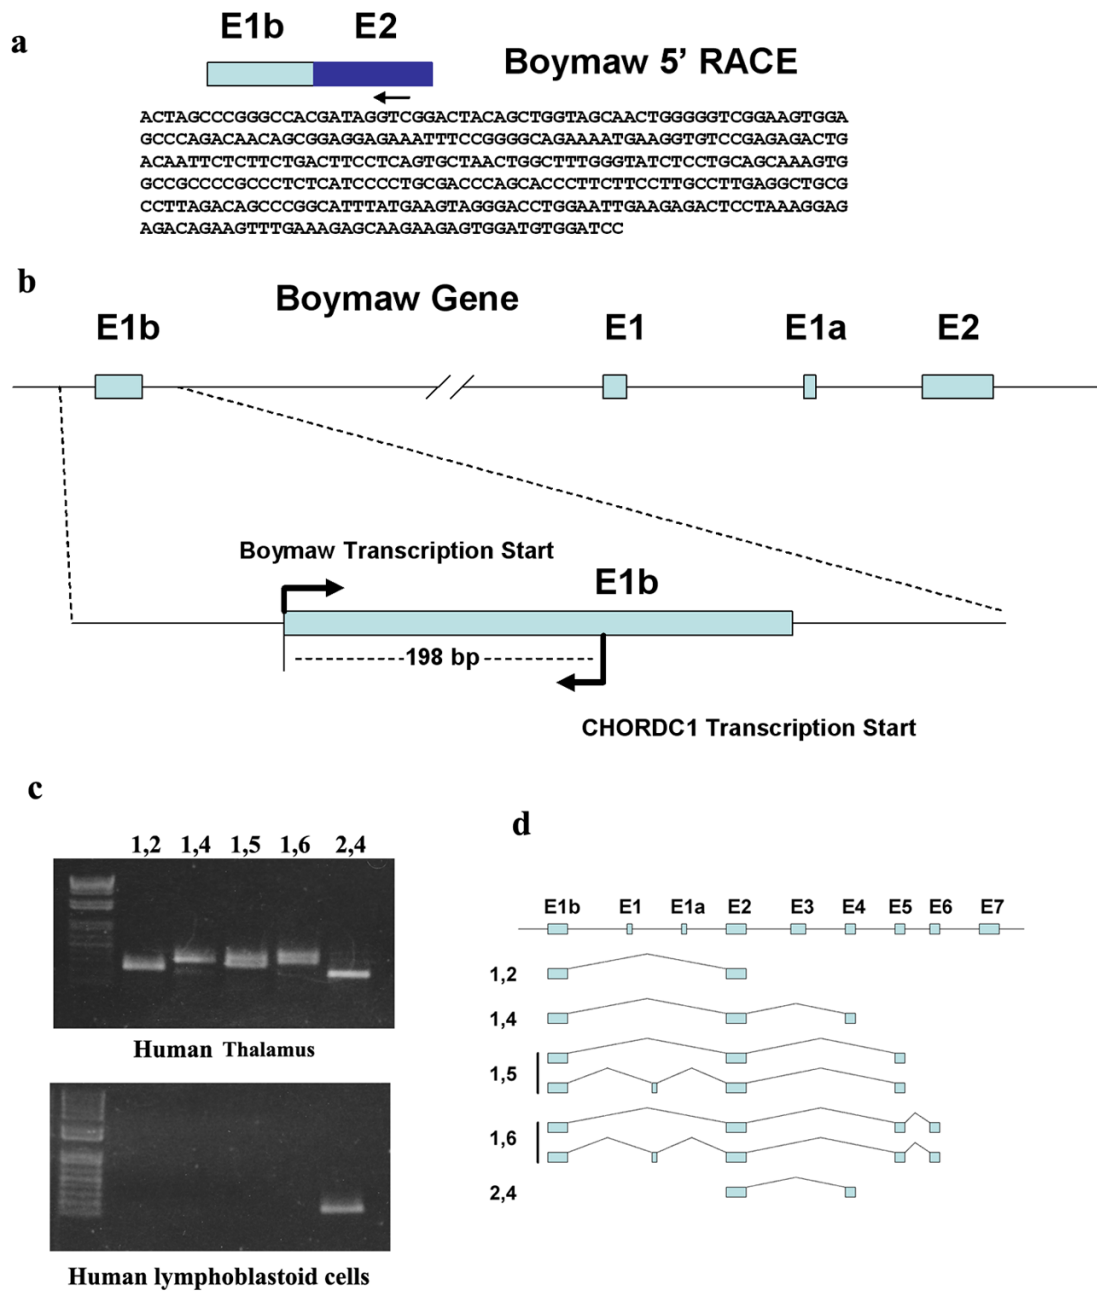 a
E1b E2
Boymaw 5’ RACE
ACTAGCCCGGGCCACGATAGGTCGGACTACAGCTGGTAGCAACTGGGGGTCGGAAGTGGA
GCCCAGACAACAGCGGAGGAGAAATTTCCGGGGCAGAAAATGAAGGTGTCCGAGAGACTG
ACAATTCTCTTCTGACTTCCTCAGTGCTAACTGGCTTTGGGTATCTCCTGCAGCAAAGTG
GCCGCCCCGCCCTCTCATCCCCTGCGACCCAGCACCCTTCTTCCTTGCCTTGAGGCTGCG
CCTTAGACAGCCCGGCATTTATGAAGTAGGGACCTGGAATTGAAGAGACTCCTAAAGGAG
AGACAGAAGTTTGAAAGAGCAAGAAGAGTGGATGTGGATCC
b
Boymaw Gene
E1b E1 E1a E2
Boymaw Transcription Start
E1b
198 bp
CHORDC1 Transcription Start
c
1,2 1,4 1,5 1,6 2,4
Human Thalamus
Human lymphoblastoid cells
d
E1b E1 E1a E2 E3 E4 E5 E6 E7
1,2
1,4
1,5
1,6
2,4